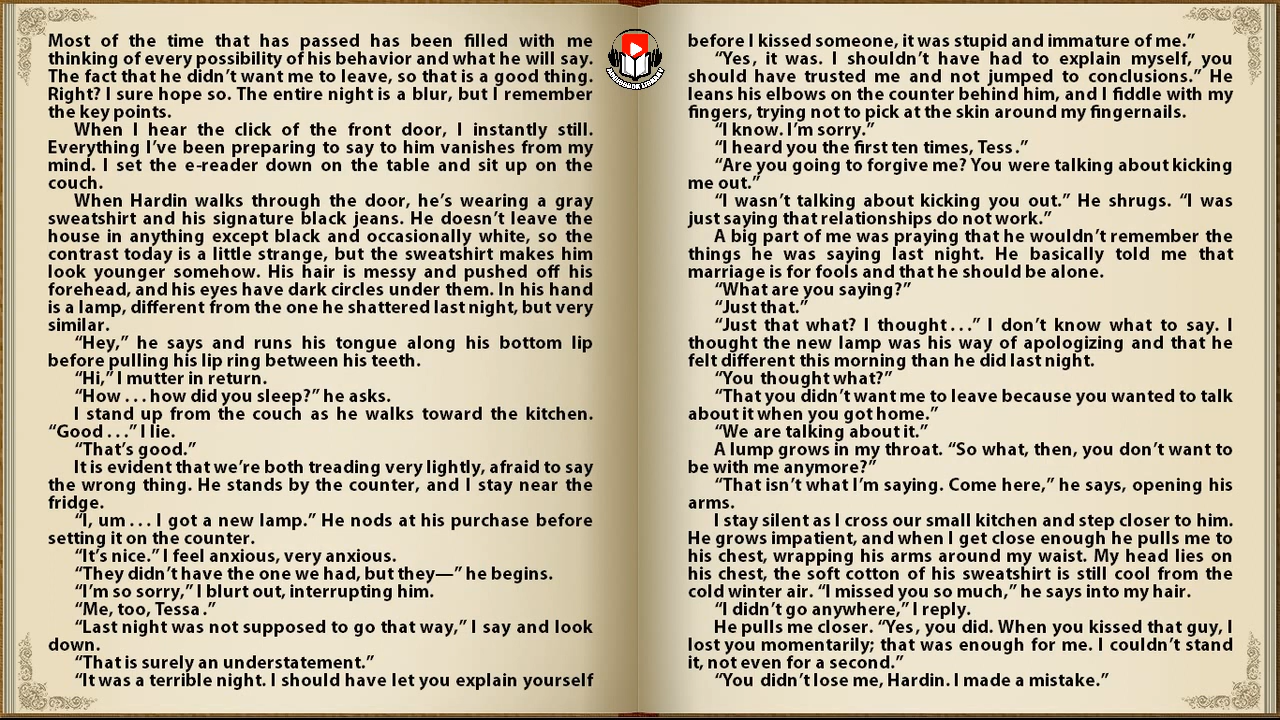 Most of the time that has passed has been filled with me
thinking of every possibility of his behavior and what he will say.
The fact that he didn’t want me to leave, so that is a good thing.
Right? I sure hope so. The entire night is a blur, but I remember
the key points.
When I hear the click of the front door, I instantly still.
Everything I’ve been preparing to say to him vanishes from my
mind. I set the e-reader down on the table and sit up on the
couch.
When Hardin walks through the door, he’s wearing a gray
sweatshirt and his signature black jeans. He doesn’t leave the
house in anything except black and occasionally white, so the
contrast today is a little strange, but the sweatshirt makes him
look younger somehow. His hair is messy and pushed off his
forehead, and his eyes have dark circles under them. In his hand
is a lamp, different from the one he shattered last night, but very
similar.
“Hey,” he says and runs his tongue along his bottom lip
before pulling his lip ring between his teeth.
“Hi,” I mutter in return.
“How . . . how did you sleep?” he asks.
I stand up from the couch as he walks toward the kitchen.
“Good . . .” I lie.
“That’s good.”
It is evident that we’re both treading very lightly, afraid to say
the wrong thing. He stands by the counter, and I stay near the
fridge.
“I, um . . . I got a new lamp.” He nods at his purchase before
setting it on the counter.
“It’s nice.” I feel anxious, very anxious.
“They didn’t have the one we had, but they—” he begins.
“I’m so sorry,” I blurt out, interrupting him.
“Me, too, Tessa.”
“Last night was not supposed to go that way,” I say and look
down.
“That is surely an understatement.”
“It was a terrible night. I should have let you explain yourself
before I kissed someone, it was stupid and immature of me.”
“Yes, it was. I shouldn’t have had to explain myself, you
should have trusted me and not jumped to conclusions.” He
leans his elbows on the counter behind him, and I fiddle with my
fingers, trying not to pick at the skin around my fingernails.
“I know. I’m sorry.”
“I heard you the first ten times, Tess.”
“Are you going to forgive me? You were talking about kicking
me out.”
“I wasn’t talking about kicking you out.” He shrugs. “I was
just saying that relationships do not work.”
A big part of me was praying that he wouldn’t remember the
things he was saying last night. He basically told me that
marriage is for fools and that he should be alone.
“What are you saying?”
“Just that.”
“Just that what? I thought . . .” I don’t know what to say. I
thought the new lamp was his way of apologizing and that he
felt different this morning than he did last night.
“You thought what?”
“That you didn’t want me to leave because you wanted to talk
about it when you got home.”
“We are talking about it.”
A lump grows in my throat. “So what, then, you don’t want to
be with me anymore?”
“That isn’t what I’m saying. Come here,” he says, opening his
arms.
I stay silent as I cross our small kitchen and step closer to him.
He grows impatient, and when I get close enough he pulls me to
his chest, wrapping his arms around my waist. My head lies on
his chest, the soft cotton of his sweatshirt is still cool from the
cold winter air. “I missed you so much,” he says into my hair.
“I didn’t go anywhere,” I reply.
He pulls me closer. “Yes, you did. When you kissed that guy, I
lost you momentarily; that was enough for me. I couldn’t stand
it, not even for a second.”
“You didn’t lose me, Hardin. I made a mistake.”